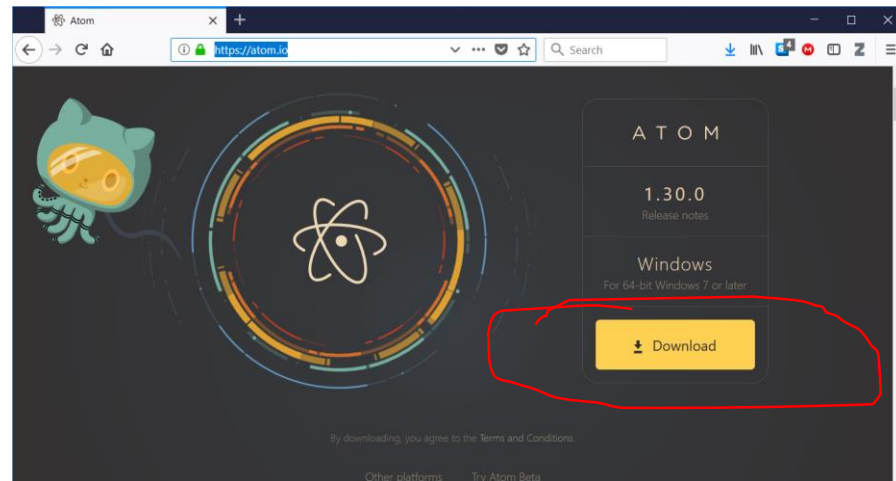 Atom
https://atom.io
Search
4
ATOM
1.30.0
Release notes
Windows
For 64-bit Windows 7 or later
Download
By downloading, you agree to the Terms and Conditions.
Other platforms Try Atom Beta